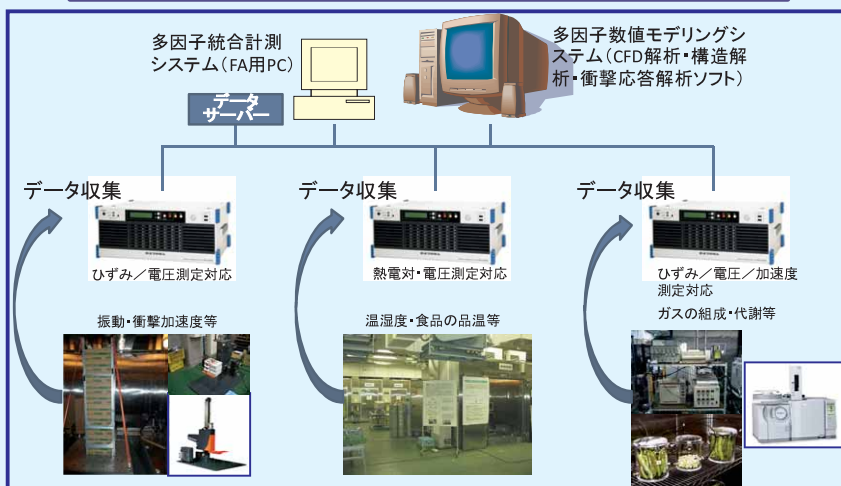 多因子統合計測
システム（FA用PC）
多因子数値モデリングシ
ステム（CFD解析・構造解
析・衝撃応答解析ソフト）
データ
サーバー
データ収集
データ収集
データ収集
ひずみ／電圧測定対応
熱電対・電圧測定対応
ひずみ／電圧／加速度
測定対応
振動・衝撃加速度等
温湿度・食品の品温等
ガスの組成・代謝等